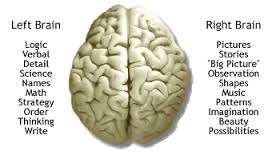 Left Brain
Logic
Verbal
Detail
Science
Names
Math
Strategy
Order
Thinking
Write
Right Brain
Pictures
Stories
"Big Picture"
Observation
Shapes
Music
Patterns
Imagination
Beauty
Possibilities